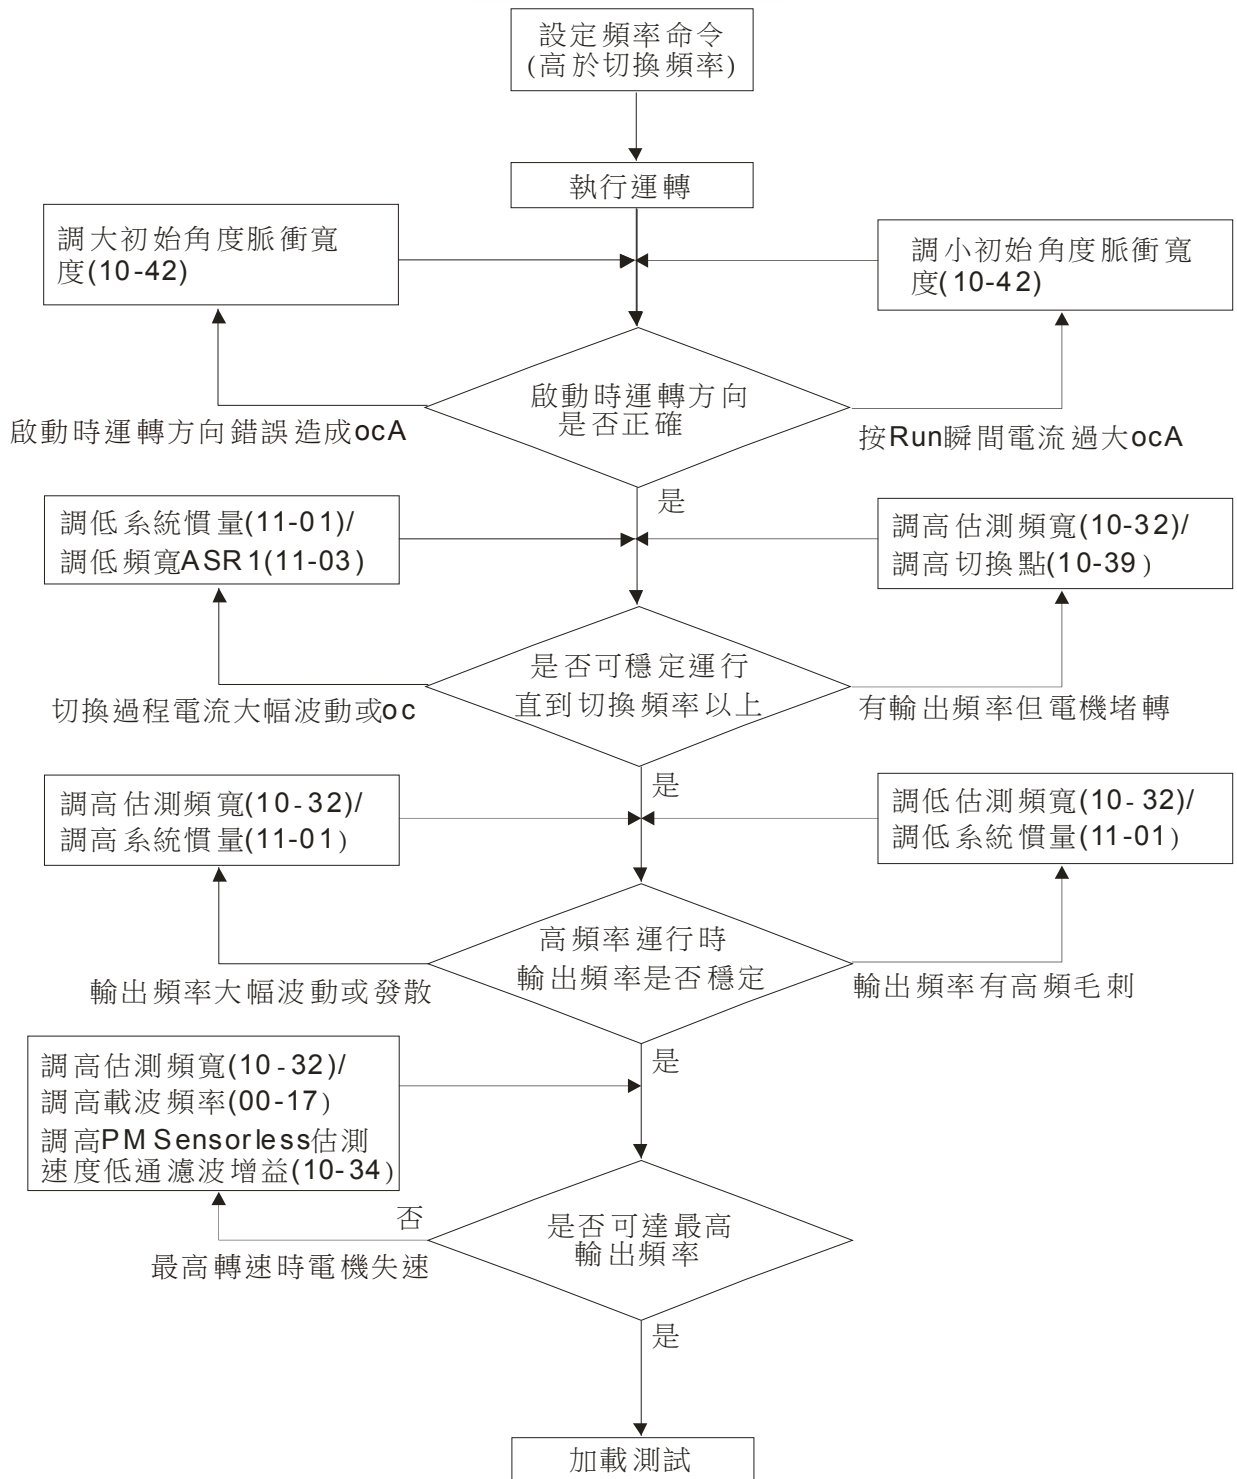 設定頻率命令
(高於切換頻率)
執行運轉
調大初始角度脈衝寬
度(10-42)
調小初始角度脈衝寬
度(10-42)
啟動時運轉方向
是否正確
啟動時運轉方向錯誤造成ocA
按Run瞬間電流過大ocA
是
調低系統慣量(11-01)/
調低頻寬ASR1(11-03)
調高估測頻寬(10-32)/
調高切換點(10-39)
是否可穩定運行
直到切換頻率以上
切換過程電流大幅波動或oc
有輸出頻率但電機堵轉
是
調高估測頻寬(10-32)/
調高系統慣量(11-01)
調低估測頻寬(10-32)/
調低系統慣量(11-01)
高頻率運行時
輸出頻率是否穩定
輸出頻率大幅波動或發散
輸出頻率有高頻毛刺
是
調高估測頻寬(10-32)/
調高載波頻率(00-17)
調高PM Sensorless估測
速度低通濾波增益(10-34)
否
是否可達最高
輸出頻率
最高轉速時電機失速
是
加載測試